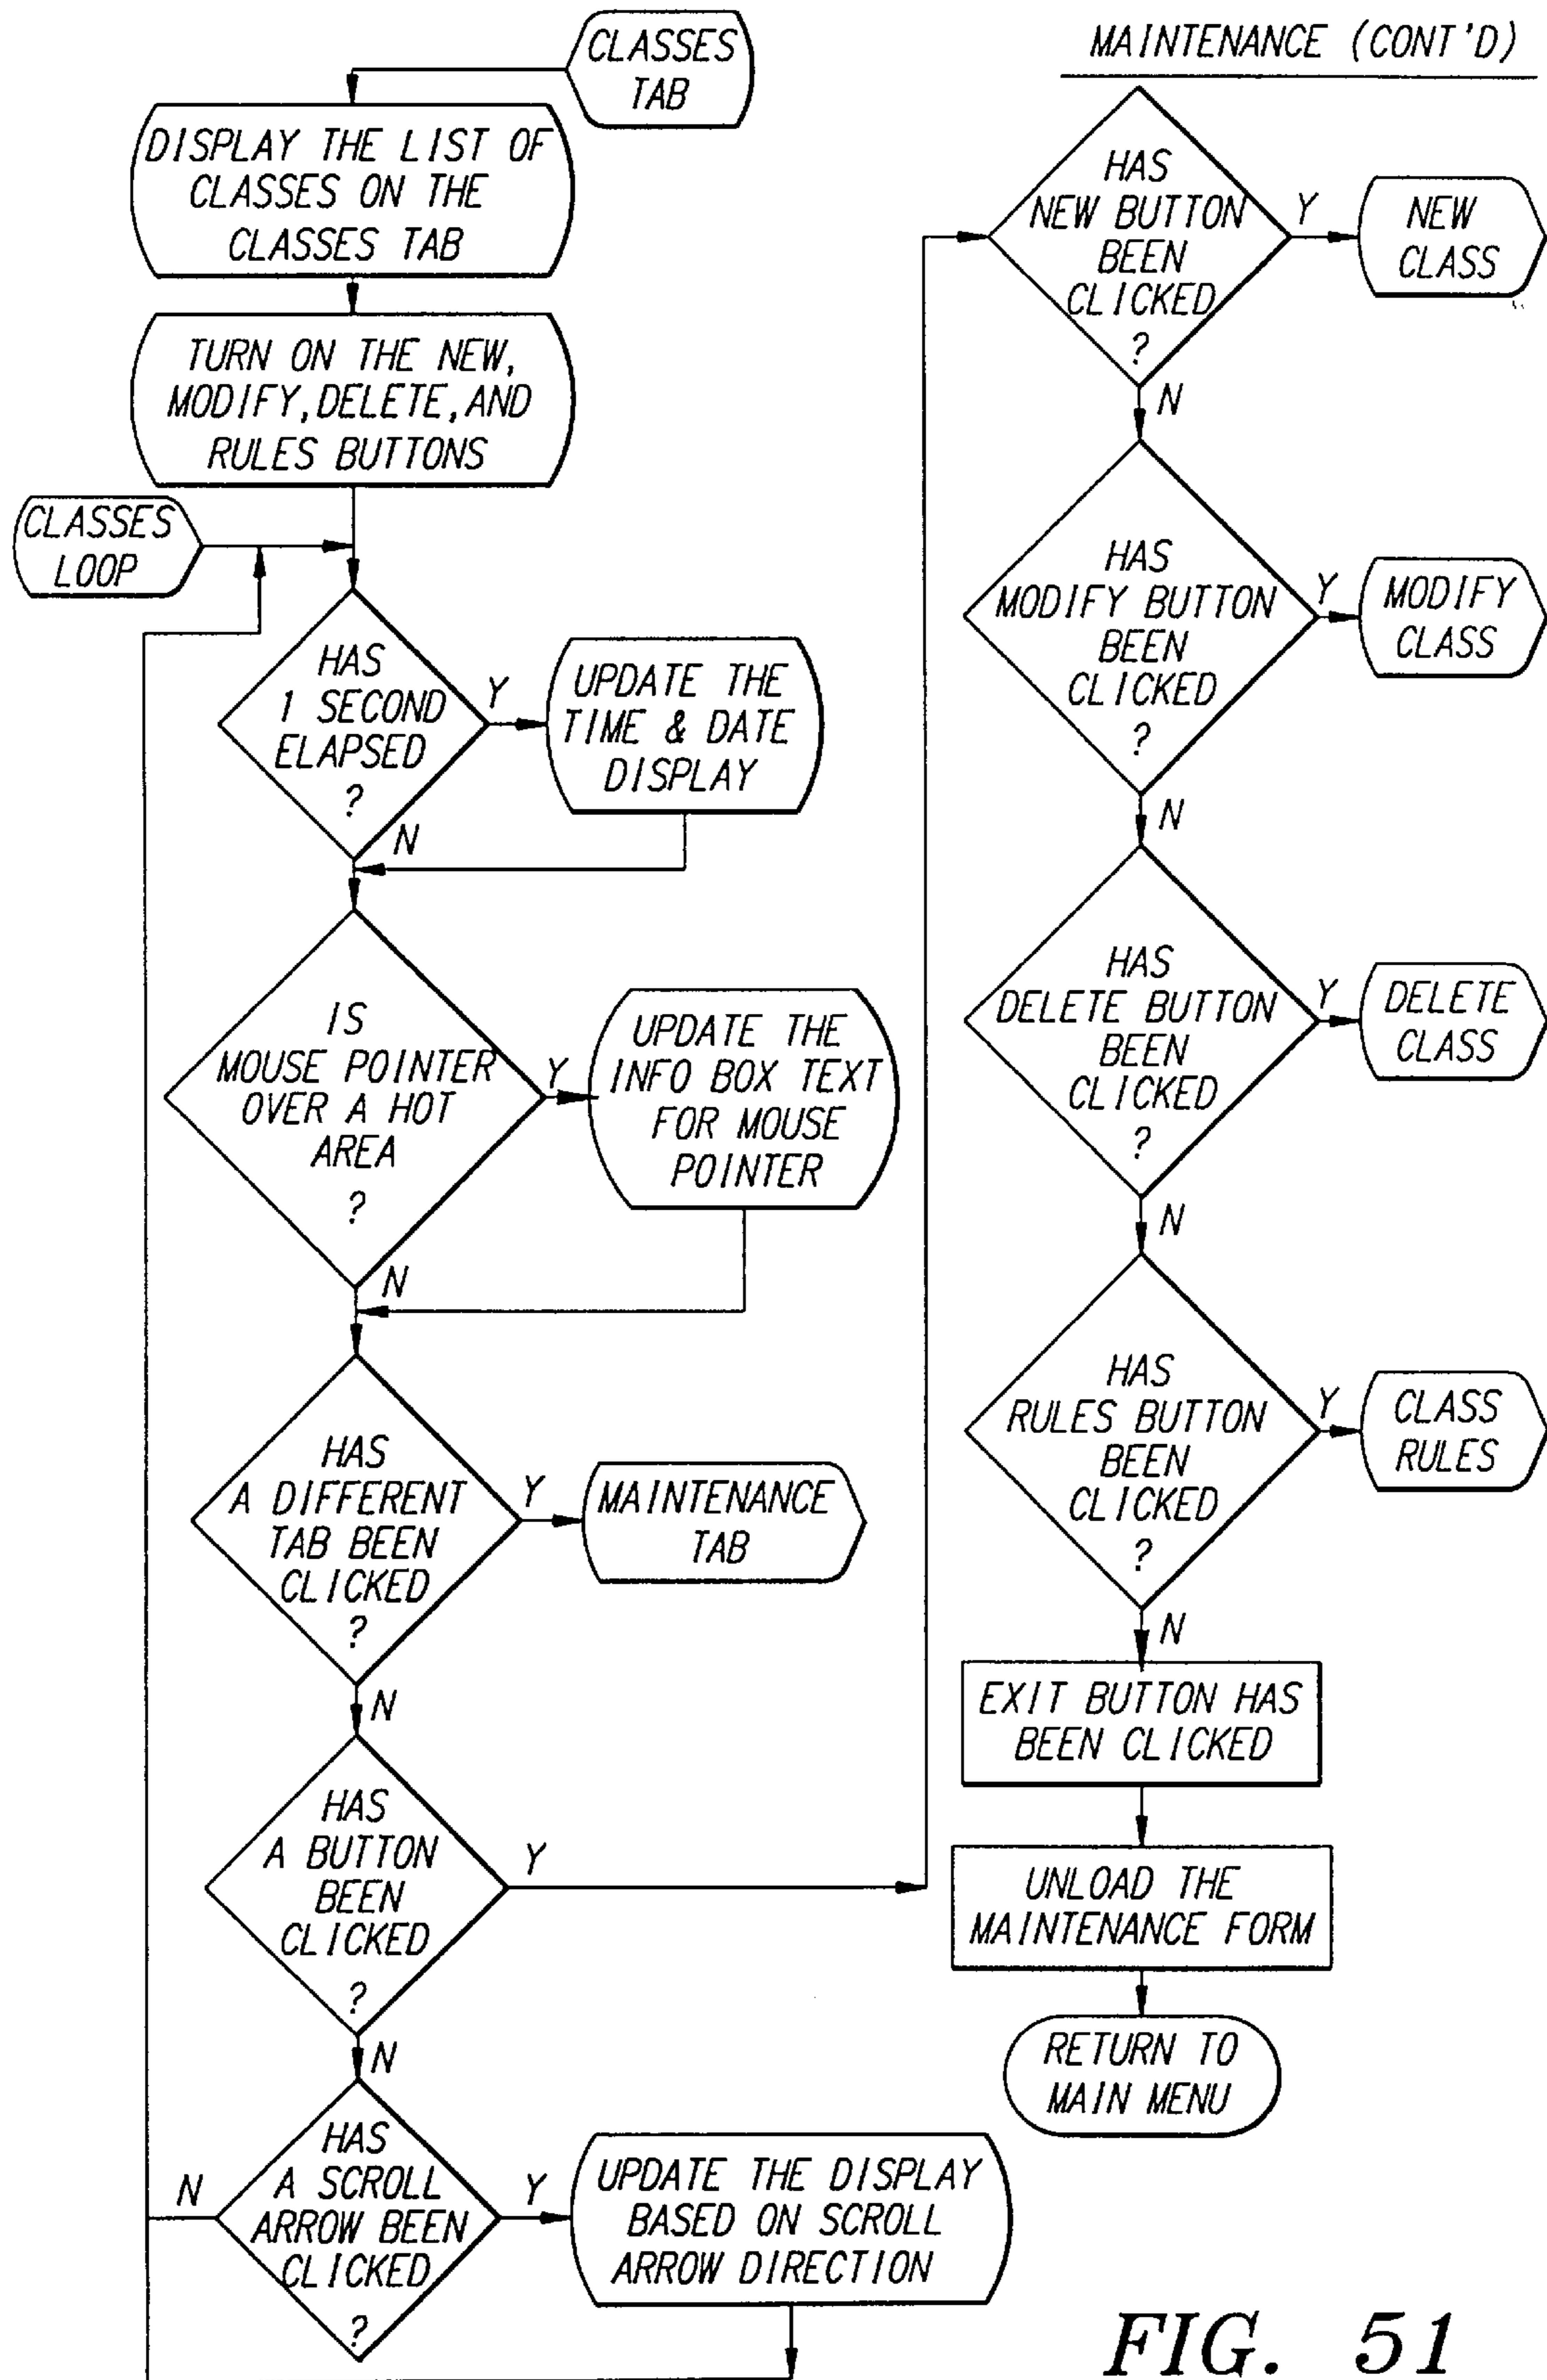 MAINTENANCE (CONT'D)
CLASSES
TAB
DISPLAY THE LIST OF
CLASSES ON THE
CLASSES TAB
TURN ON THE NEW,
MODIFY, DELETE, AND
RULES BUTTONS
CLASSES
LOOP
HAS
1 SECOND
ELAPSED
?
Y
UPDATE THE
TIME & DATE
DISPLAY
N
IS
MOUSE POINTER
OVER A HOT
AREA
?
Y
UPDATE THE
INFO BOX TEXT
FOR MOUSE
POINTER
N
HAS
A DIFFERENT
TAB BEEN
CLICKED
?
Y
MAINTENANCE
TAB
N
HAS
A BUTTON
BEEN
CLICKED
?
Y
N
HAS
A SCROLL
ARROW BEEN
CLICKED
?
N
Y
UPDATE THE DISPLAY
BASED ON SCROLL
ARROW DIRECTION
HAS
NEW BUTTON
BEEN
CLICKED
?
Y
NEW
CLASS
N
HAS
MODIFY BUTTON
BEEN
CLICKED
?
Y
MODIFY
CLASS
N
HAS
DELETE BUTTON
BEEN
CLICKED
?
Y
DELETE
CLASS
N
HAS
RULES BUTTON
BEEN
CLICKED
?
Y
CLASS
RULES
N
EXIT BUTTON HAS
BEEN CLICKED
UNLOAD THE
MAINTENANCE FORM
RETURN TO
MAIN MENU
FIG. 51